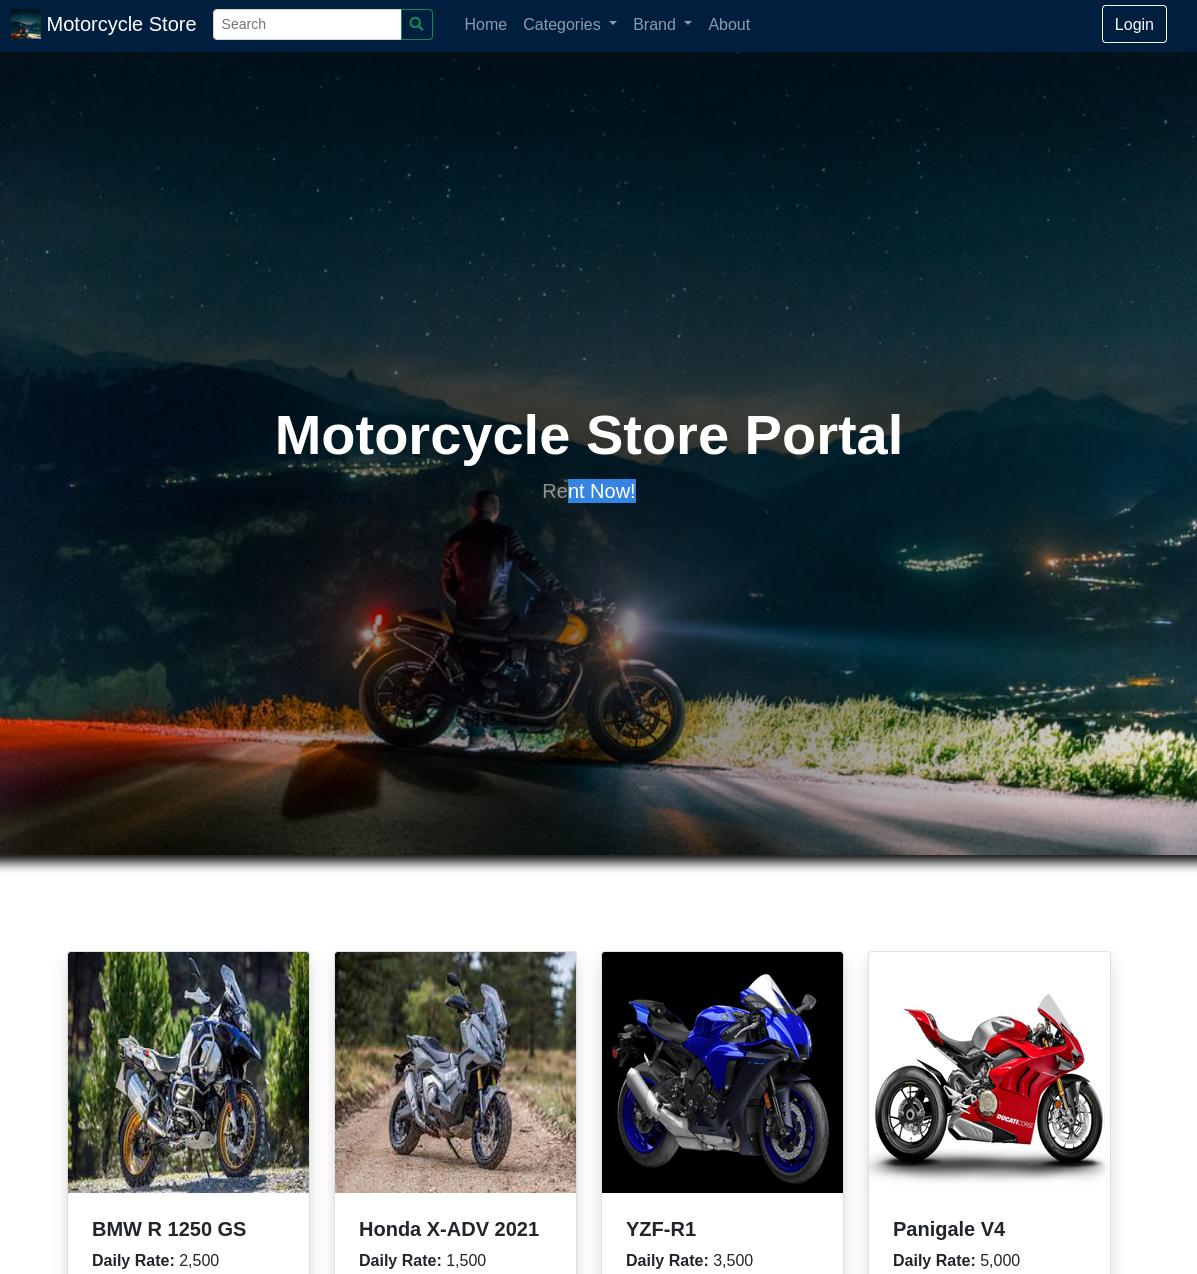 Motorcycle Store
Search
Home
Categories
Brand
About
Login
Motorcycle Store Portal
Rent Now!
DUCATICORSE
BMW R 1250 GS
Daily Rate: 2,500
Honda X-ADV 2021
Daily Rate: 1,500
YZF-R1
Daily Rate: 3,500
Panigale V4
Daily Rate: 5,000